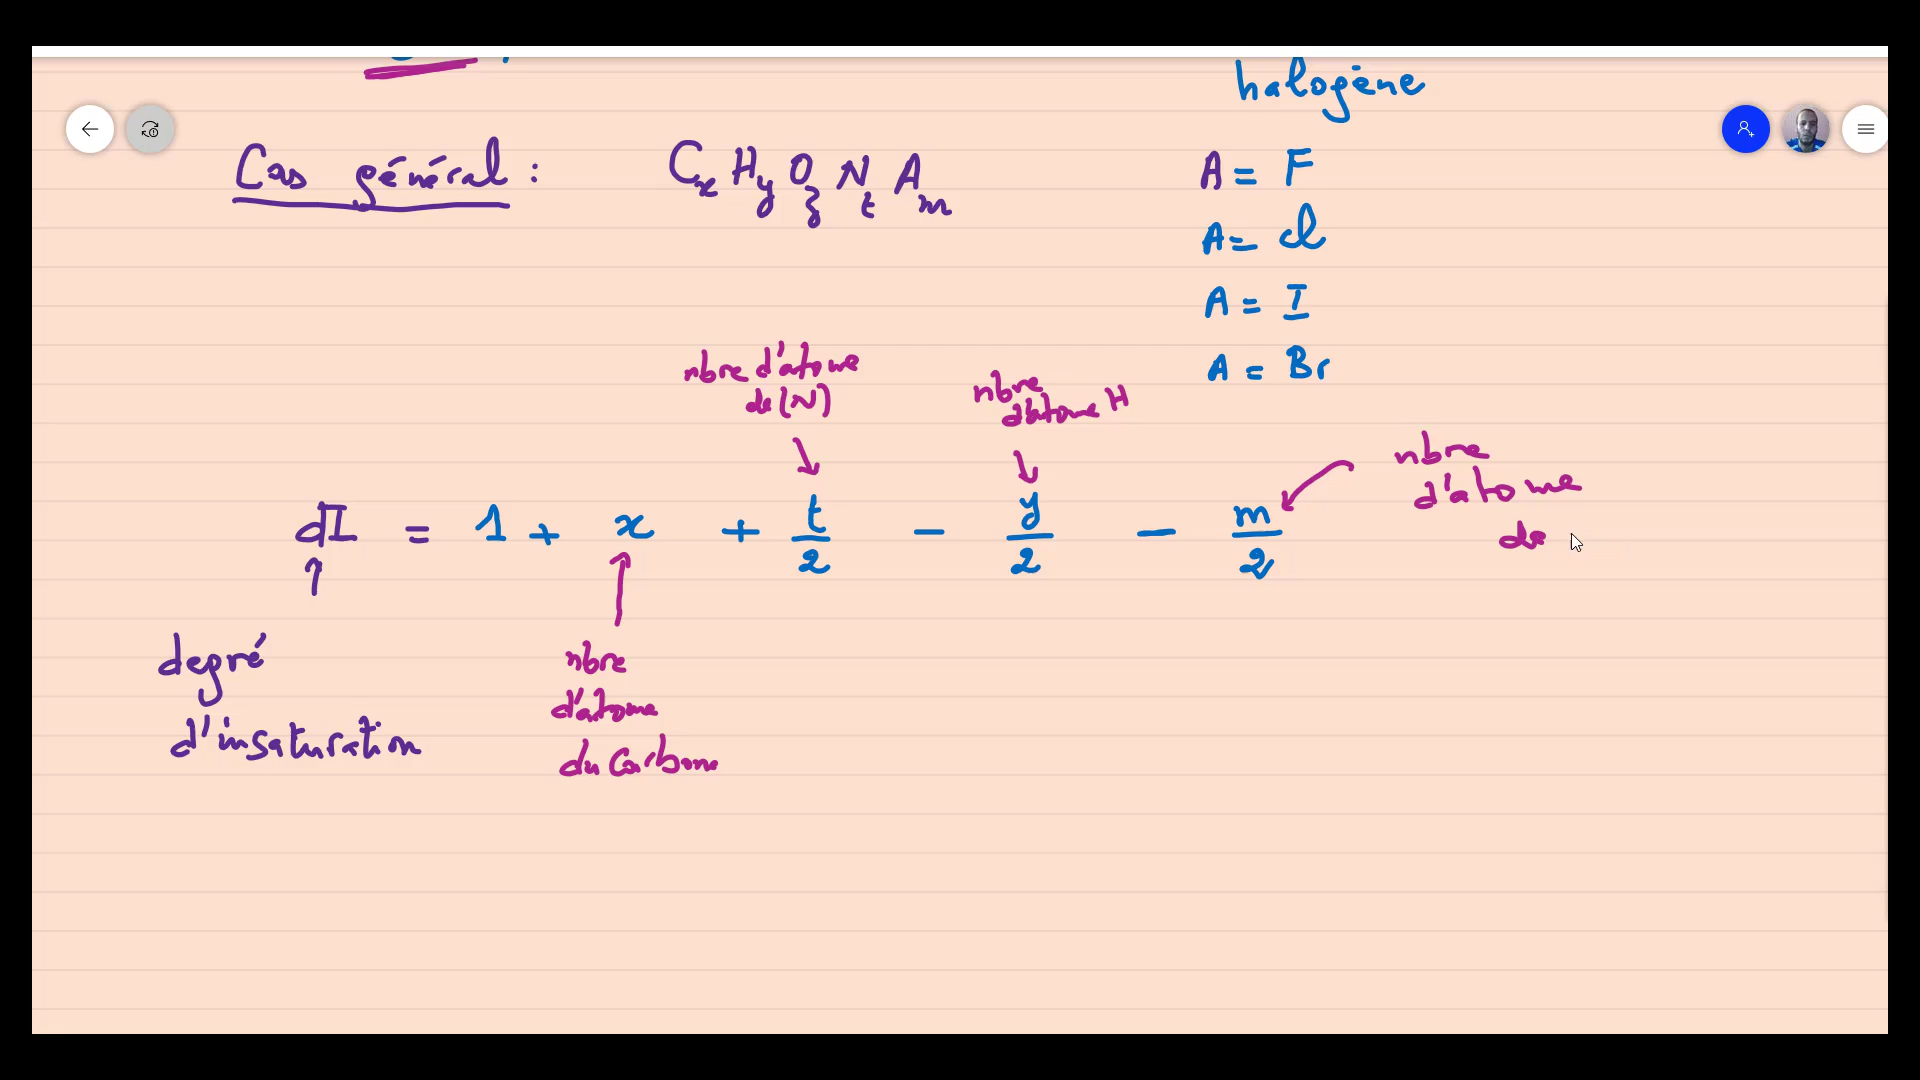 halogène
Cas général : CxHyOzNtAm
A = F
A = Cl
A = I
A = Br
nbre d'atome
de (N)
nbre
d'atome H
nbre
d'atome
de
dI = 1 + x + t/2 - y/2 - m/2
degré
d'insaturation
nbre
d'atome
du Carbone